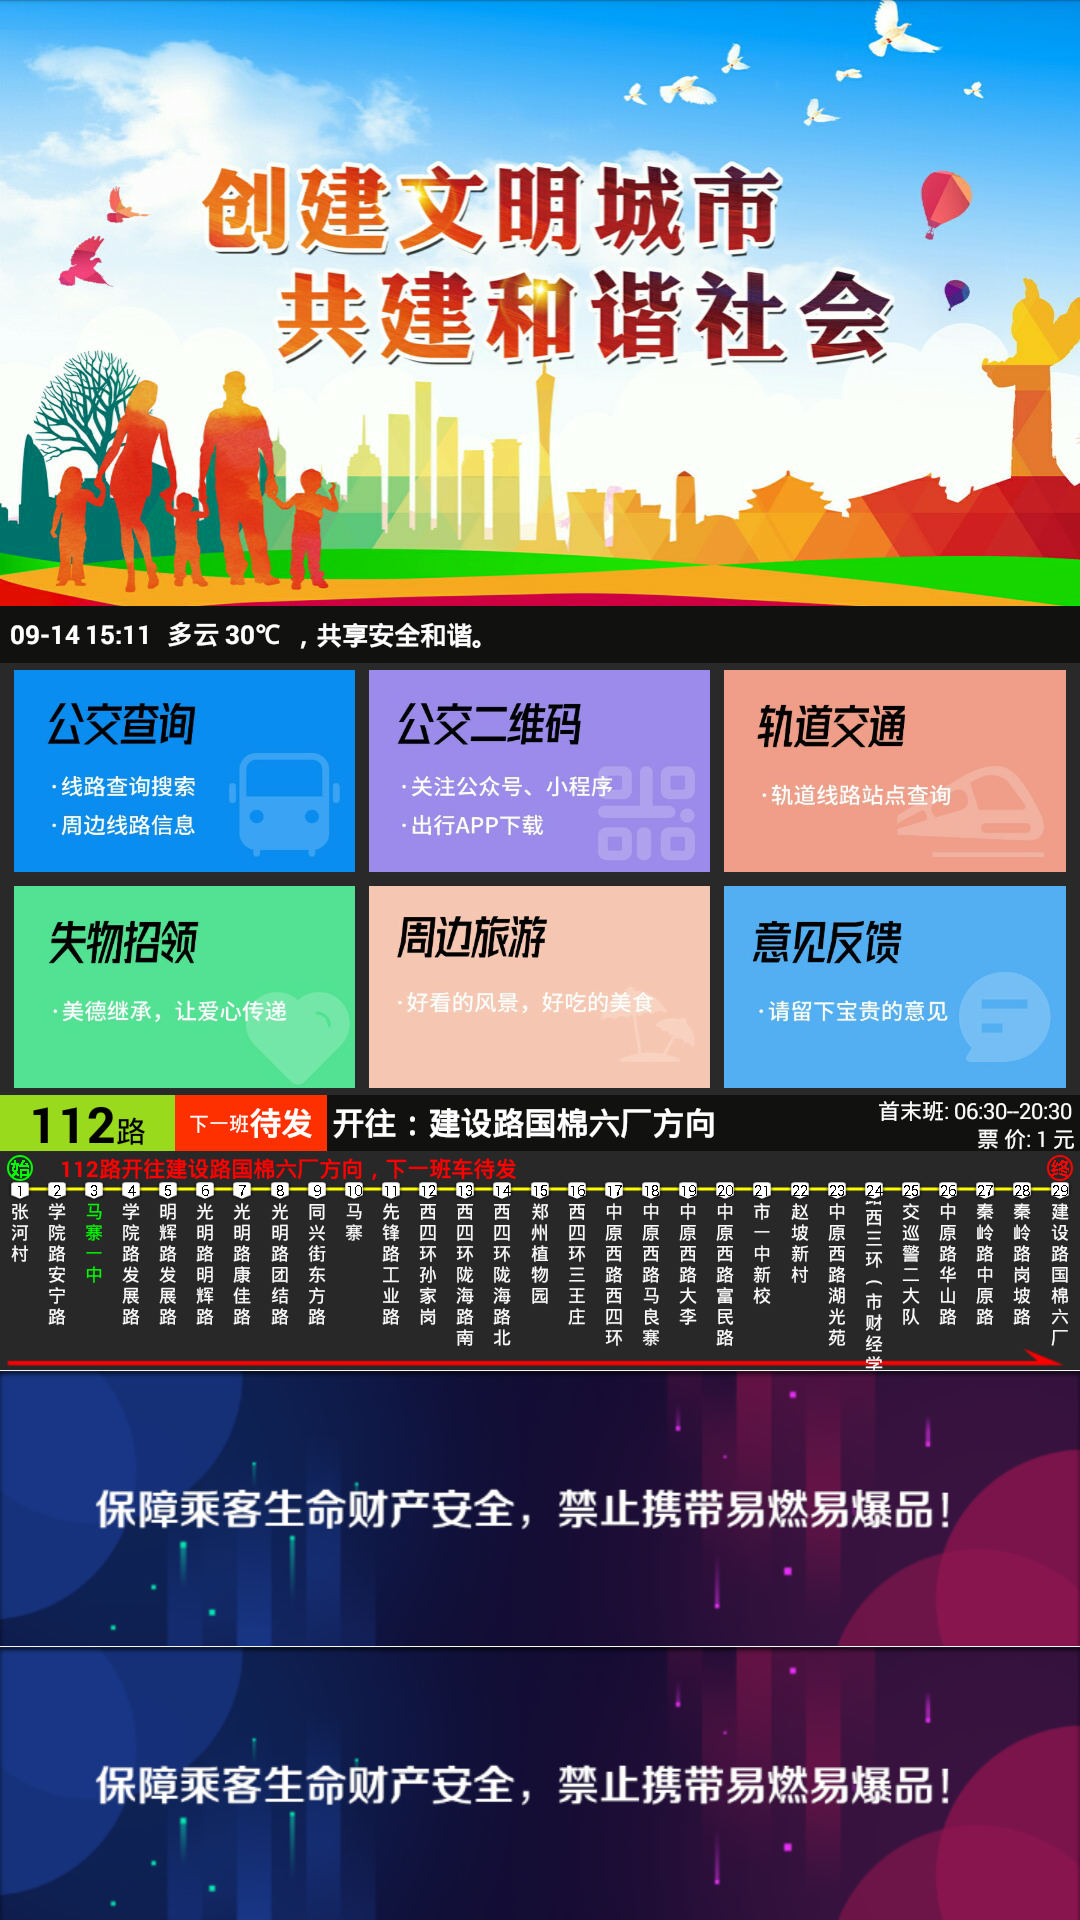 创建文明城市
共建和谐社会
09-14 15:11 多云 30℃ ，共享安全和谐。
公交查询
·线路查询搜索
·周边线路信息
公交二维码
·关注公众号、小程序
·出行APP下载
轨道交通
·轨道线路站点查询
失物招领
·美德继承，让爱心传递
周边旅游
·好看的风景，好吃的美食
意见反馈
·请留下宝贵的意见
112路
下一班待发
开往：建设路国棉六厂方向
首末班: 06:30--20:30
票 价: 1 元
始
112路开往建设路国棉六厂方向，下一班车待发
终
1 张河村
2 学院路安宁路
3 马寨一中
4 学院路发展路
5 明辉路发展路
6 光明路明辉路
7 光明路康佳路
8 光明路团结路
9 同兴街东方路
10 马寨
11 先锋路工业路
12 西四环孙家岗
13 西四环陇海路南
14 西四环陇海路北
15 郑州植物园
16 西四环三王庄
17 中原西路西四环
18 中原西路马良寨
19 中原西路大李
20 中原西路富民路
21 市一中新校
22 赵坡新村
23 中原西路湖光苑
24 路西三环（市财经学
25 交巡警二大队
26 中原路华山路
27 秦岭路中原路
28 秦岭路岗坡路
29 建设路国棉六厂
保障乘客生命财产安全，禁止携带易燃易爆品！
保障乘客生命财产安全，禁止携带易燃易爆品！